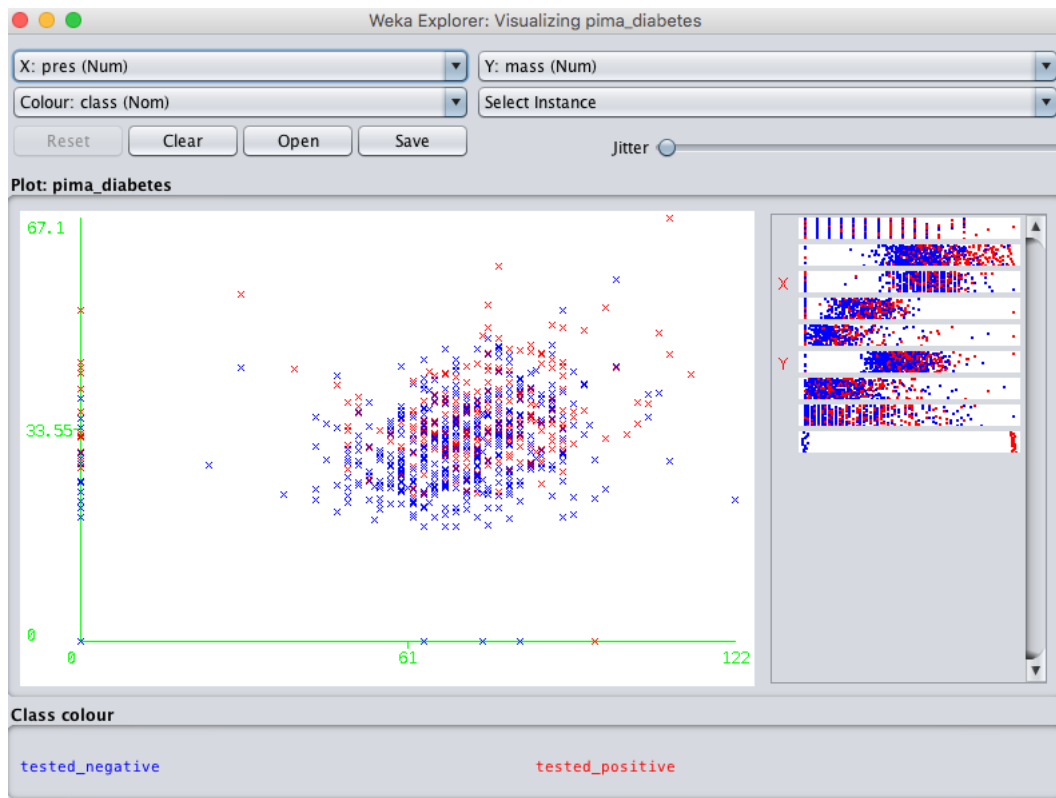 Weka Explorer: Visualizing pima_diabetes
X: pres (Num)
Y: mass (Num)
Colour: class (Nom)
Select Instance
Reset
Clear
Open
Save
Jitter
Plot: pima_diabetes
67.1
33.55
0
0
61
122
X
Y
Class colour
tested_negative
tested_positive